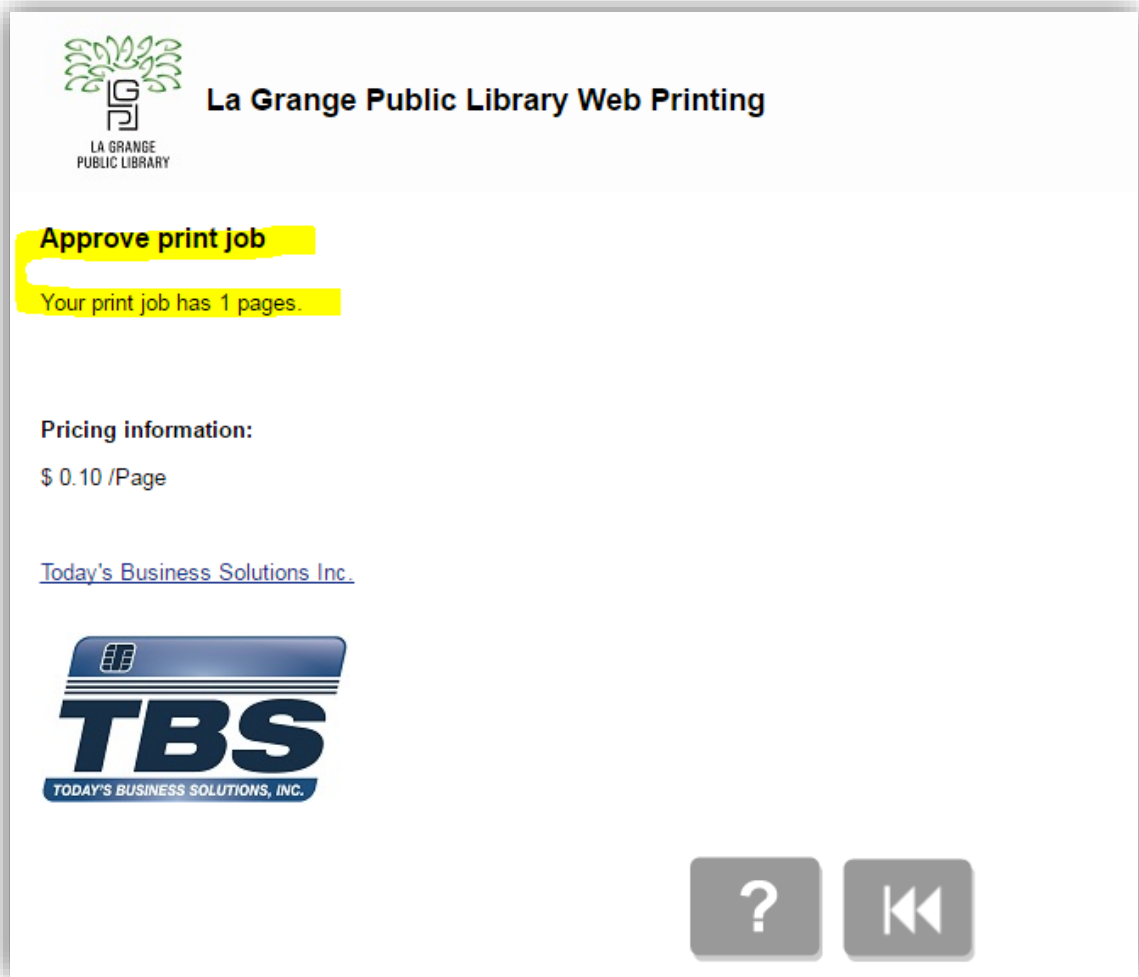 LA GRANGE
PUBLIC LIBRARY
La Grange Public Library Web Printing
Approve print job
Your print job has 1 pages.
Pricing information:
$ 0.10 /Page
Today's Business Solutions Inc.
TBS
TODAY'S BUSINESS SOLUTIONS, INC.
?